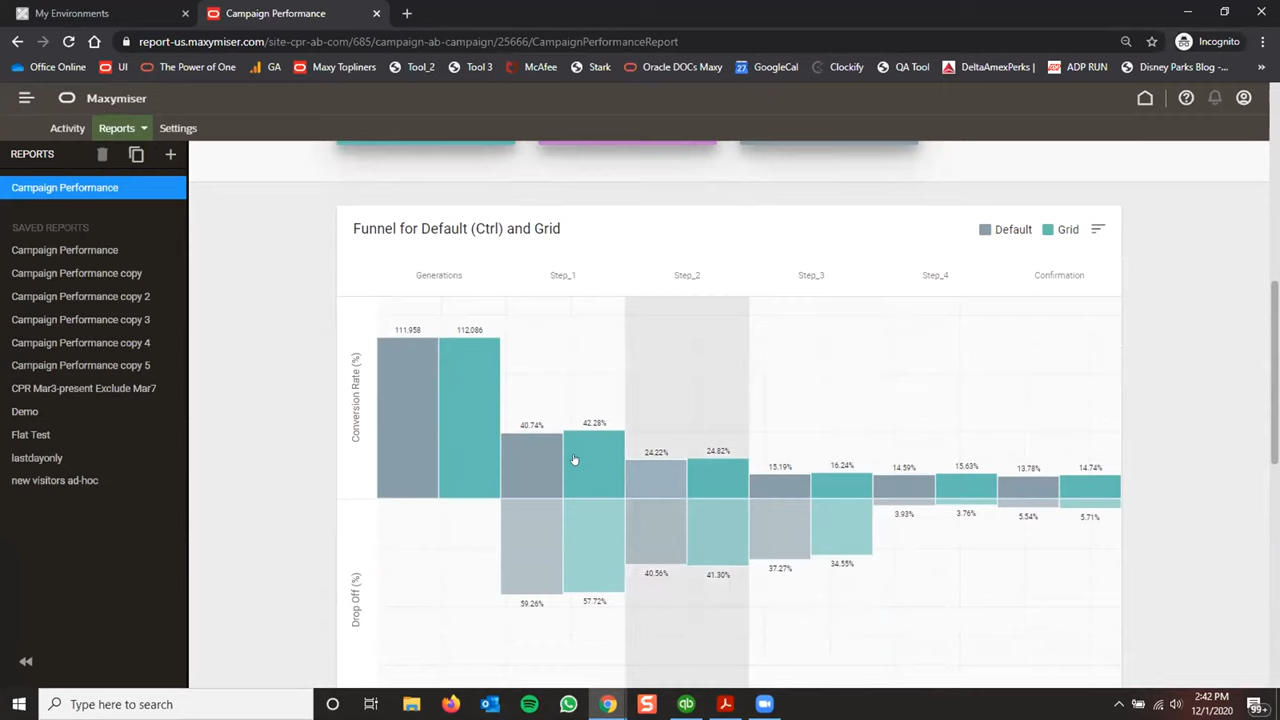 My Environments
Campaign Performance
report-us.maxymiser.com/site-cpr-ab-com/685/campaign-ab-campaign/25666/CampaignPerformanceReport
Incognito
Office Online
UI
The Power of One
GA
Maxy Topliners
Tool_2
Tool 3
McAfee
Stark
Oracle DOCs Maxy
27
GoogleCal
Clockify
QA Tool
DeltaAmexPerks |
ADP RUN
Disney Parks Blog -...
»
Maxymiser
Activity
Reports
Settings
REPORTS
Campaign Performance
SAVED REPORTS
Campaign Performance
Campaign Performance copy
Campaign Performance copy 2
Campaign Performance copy 3
Campaign Performance copy 4
Campaign Performance copy 5
CPR Mar3-present Exclude Mar7
Demo
Flat Test
lastdayonly
new visitors ad-hoc
Funnel for Default (Ctrl) and Grid
Default
Grid
Generations
Step_1
Step_2
Step_3
Step_4
Confirmation
Conversion Rate (%)
111,958
112,086
40.74%
42.28%
24.22%
24.82%
15.19%
16.24%
14.59%
15.63%
13.78%
14.74%
Drop Off (%)
59.26%
57.72%
40.56%
41.30%
37.27%
34.55%
3.93%
3.76%
5.54%
5.71%
Type here to search
2:42 PM
12/1/2020
99+